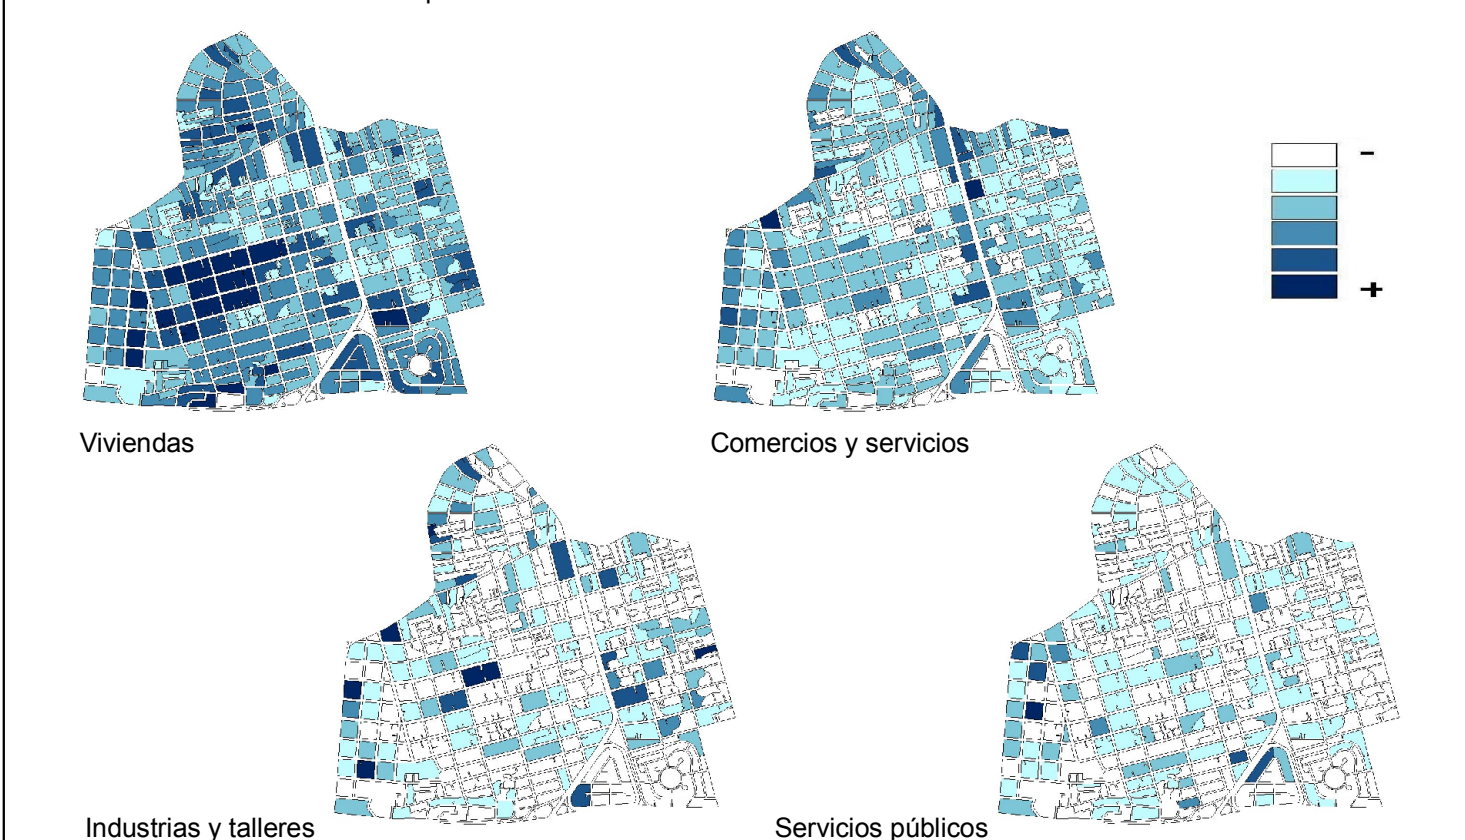 Viviendas
Comercios y servicios
-
+
Industrias y talleres
Servicios públicos